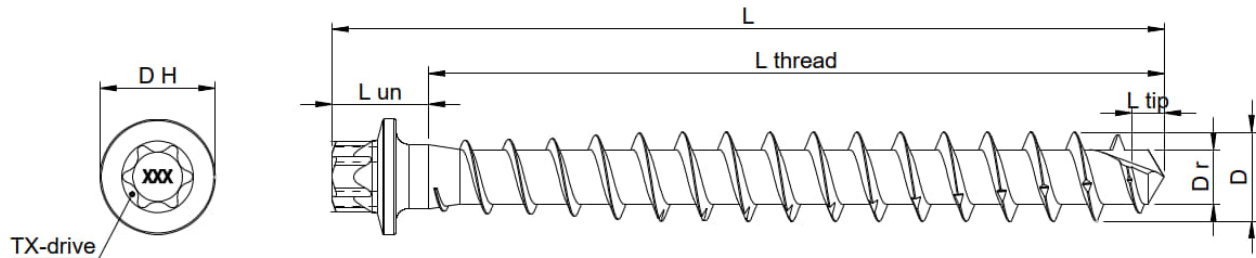 L
D H
L thread
L un
L tip
XXX
D r
D
TX-drive